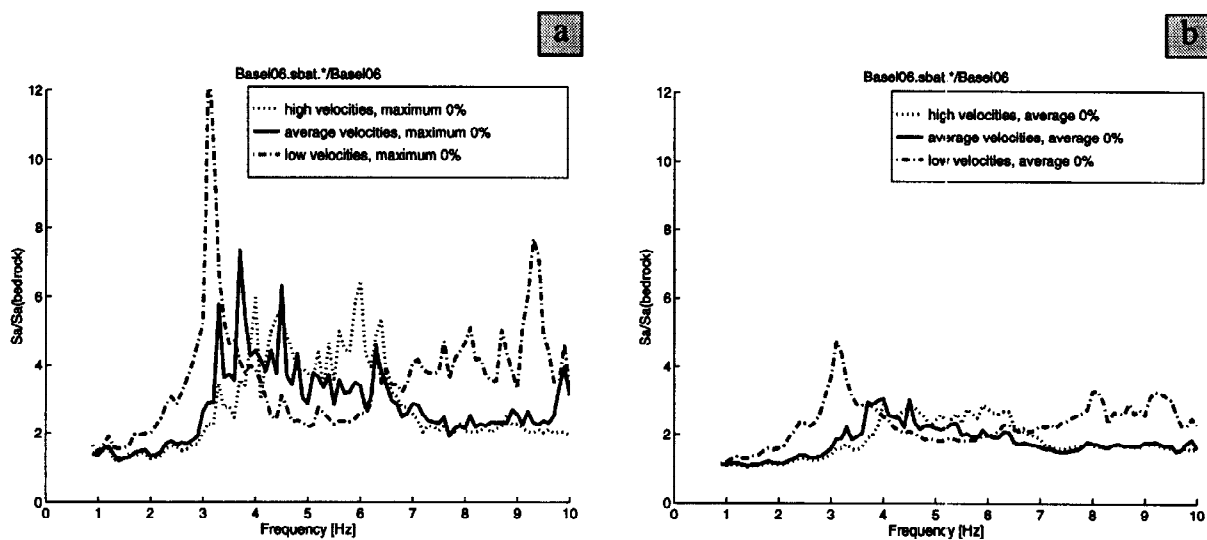 a
Basel06.sbat.*/Basel06
12
10
8
6
4
2
0
Sa/Sa(bedrock)
high velocities, maximum 0%
average velocities, maximum 0%
low velocities, maximum 0%
0 1 2 3 4 5 6 7 8 9 10
Frequency [Hz]
b
Basel06.sbat.*/Basel06
12
10
8
6
4
2
0
Sa/Sa(bedrock)
high velocities, average 0%
average velocities, average 0%
low velocities, average 0%
0 1 2 3 4 5 6 7 8 9 10
Frequency [Hz]